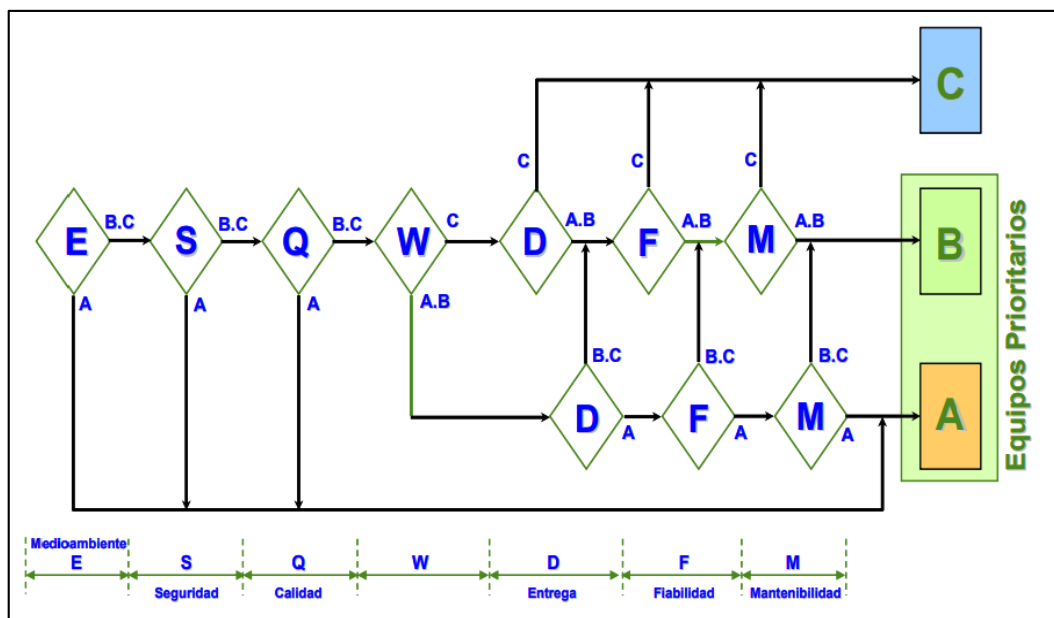 C
C
C
C
E
B.C
S
B.C
Q
B.C
W
C
D
A.B
F
A.B
M
A.B
B
A
A
A
A.B
B.C
B.C
B.C
D
A
F
A
M
A
A
Equipos Prioritarios
Medioambiente
E
S
Q
W
D
F
M
Seguridad
Calidad
Entrega
Fiabilidad
Mantenibilidad